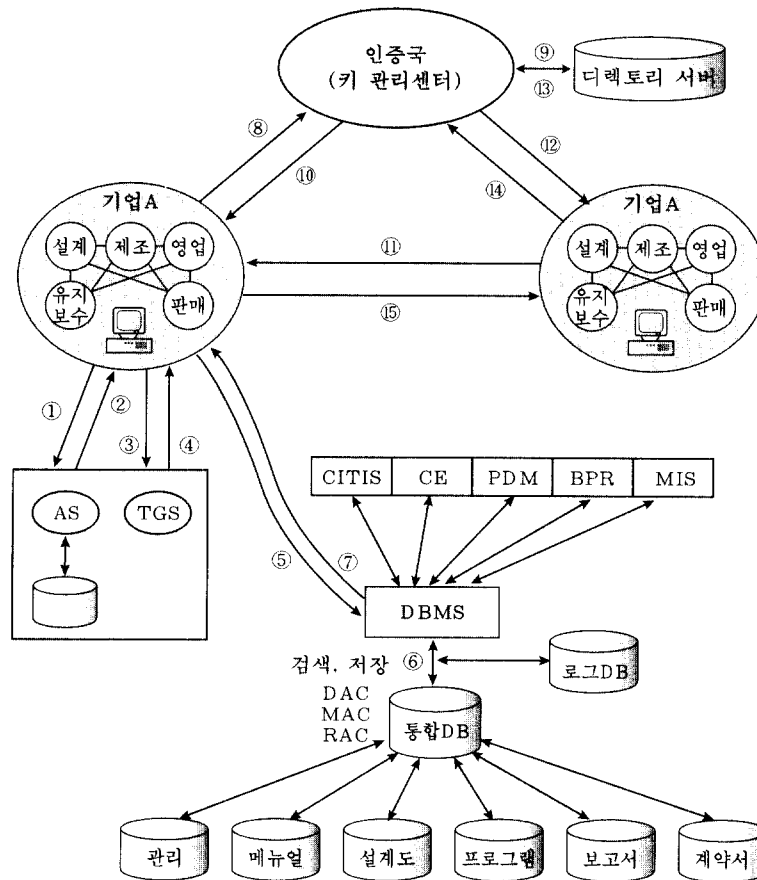 인증국
(키 관리센터)
⑨
⑬
디렉토리 서버
⑧
⑩
⑫
⑭
기업A
설계
제조
영업
유지
보수
판매
⑪
⑮
기업A
설계
제조
영업
유지
보수
판매
①
②
③
④
AS
TGS
⑤
⑦
CITIS
CE
PDM
BPR
MIS
DBMS
검색, 저장
⑥
DAC
MAC
RAC
로그DB
통합DB
관리
메뉴얼
설계도
프로그램
보고서
계약서